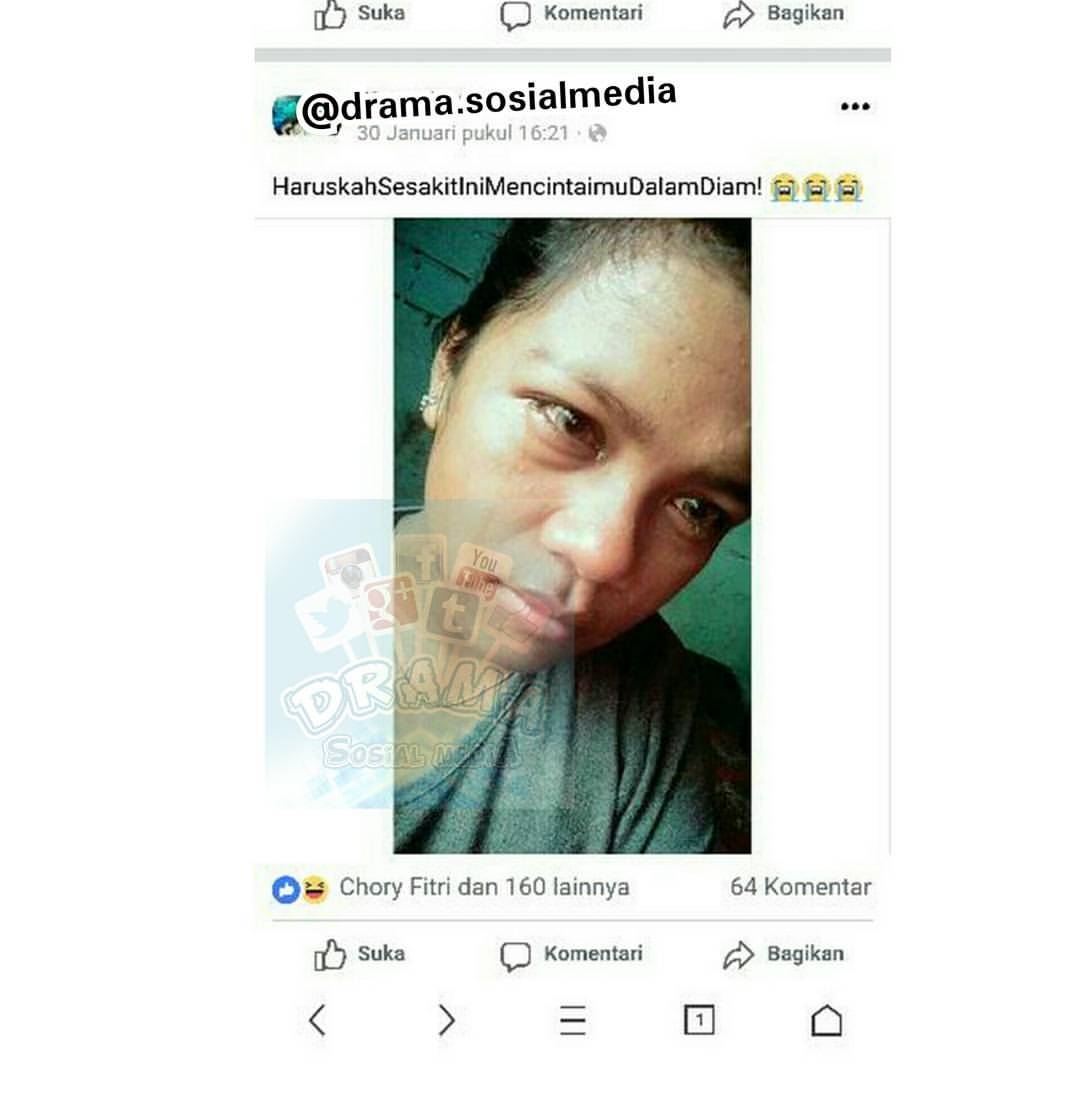 Suka Komentari Bagikan
@drama.sosialmedia
30 Januari pukul 16:21
HaruskahSesakitIniMencintaimuDalamDiam! 😭😭😭
You
Tube
f
g+
t
DRAMA
SOSIAL MEDIA
Chory Fitri dan 160 lainnya 64 Komentar
Suka Komentari Bagikan
1